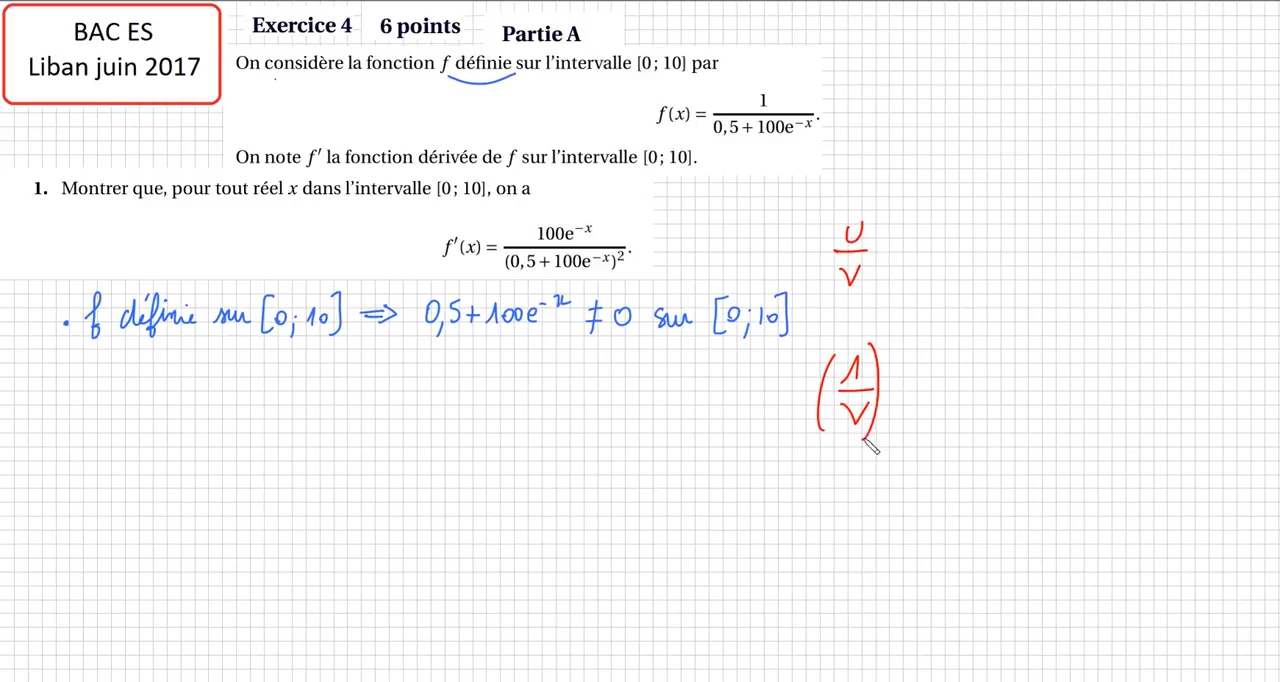 BAC ES
Liban juin 2017
Exercice 4 6 points Partie A
On considère la fonction f définie sur l'intervalle [0 ; 10] par
f(x) = 1 / (0,5 + 100e^{−x}).
On note f′ la fonction dérivée de f sur l'intervalle [0 ; 10].
1. Montrer que, pour tout réel x dans l'intervalle [0 ; 10], on a
f′(x) = 100e^{−x} / (0,5 + 100e^{−x})².
U / V
. f définie sur [0 ; 10] ⇒ 0,5 + 100e^{−x} ≠ 0 sur [0 ; 10]
(1 / V)